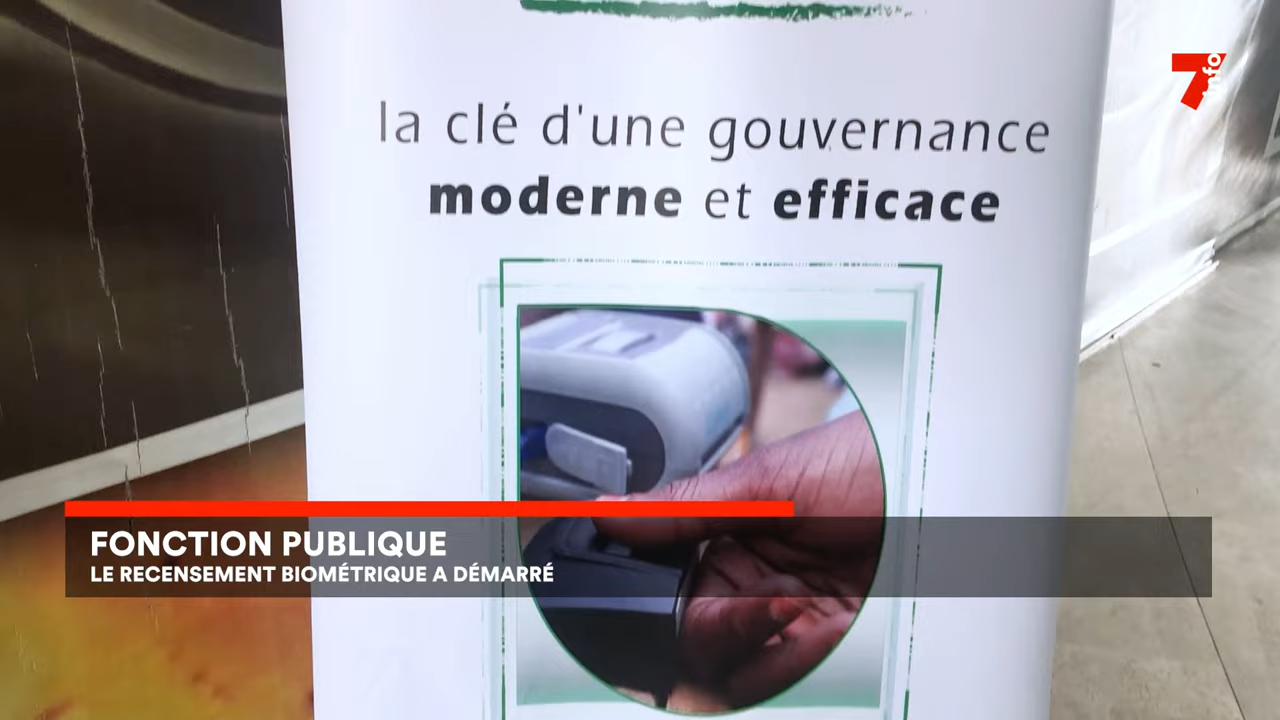 7info
la clé d'une gouvernance
moderne et efficace
FONCTION PUBLIQUE
LE RECENSEMENT BIOMÉTRIQUE A DÉMARRÉ